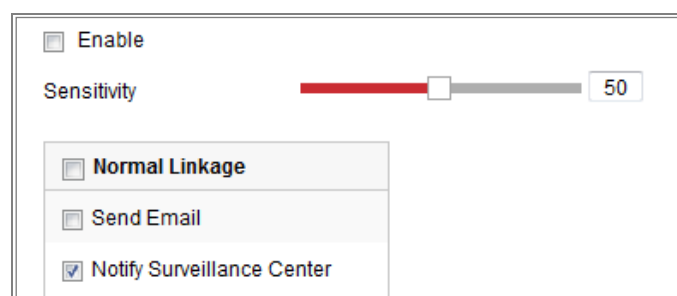 Enable
Sensitivity 50
Normal Linkage
Send Email
Notify Surveillance Center